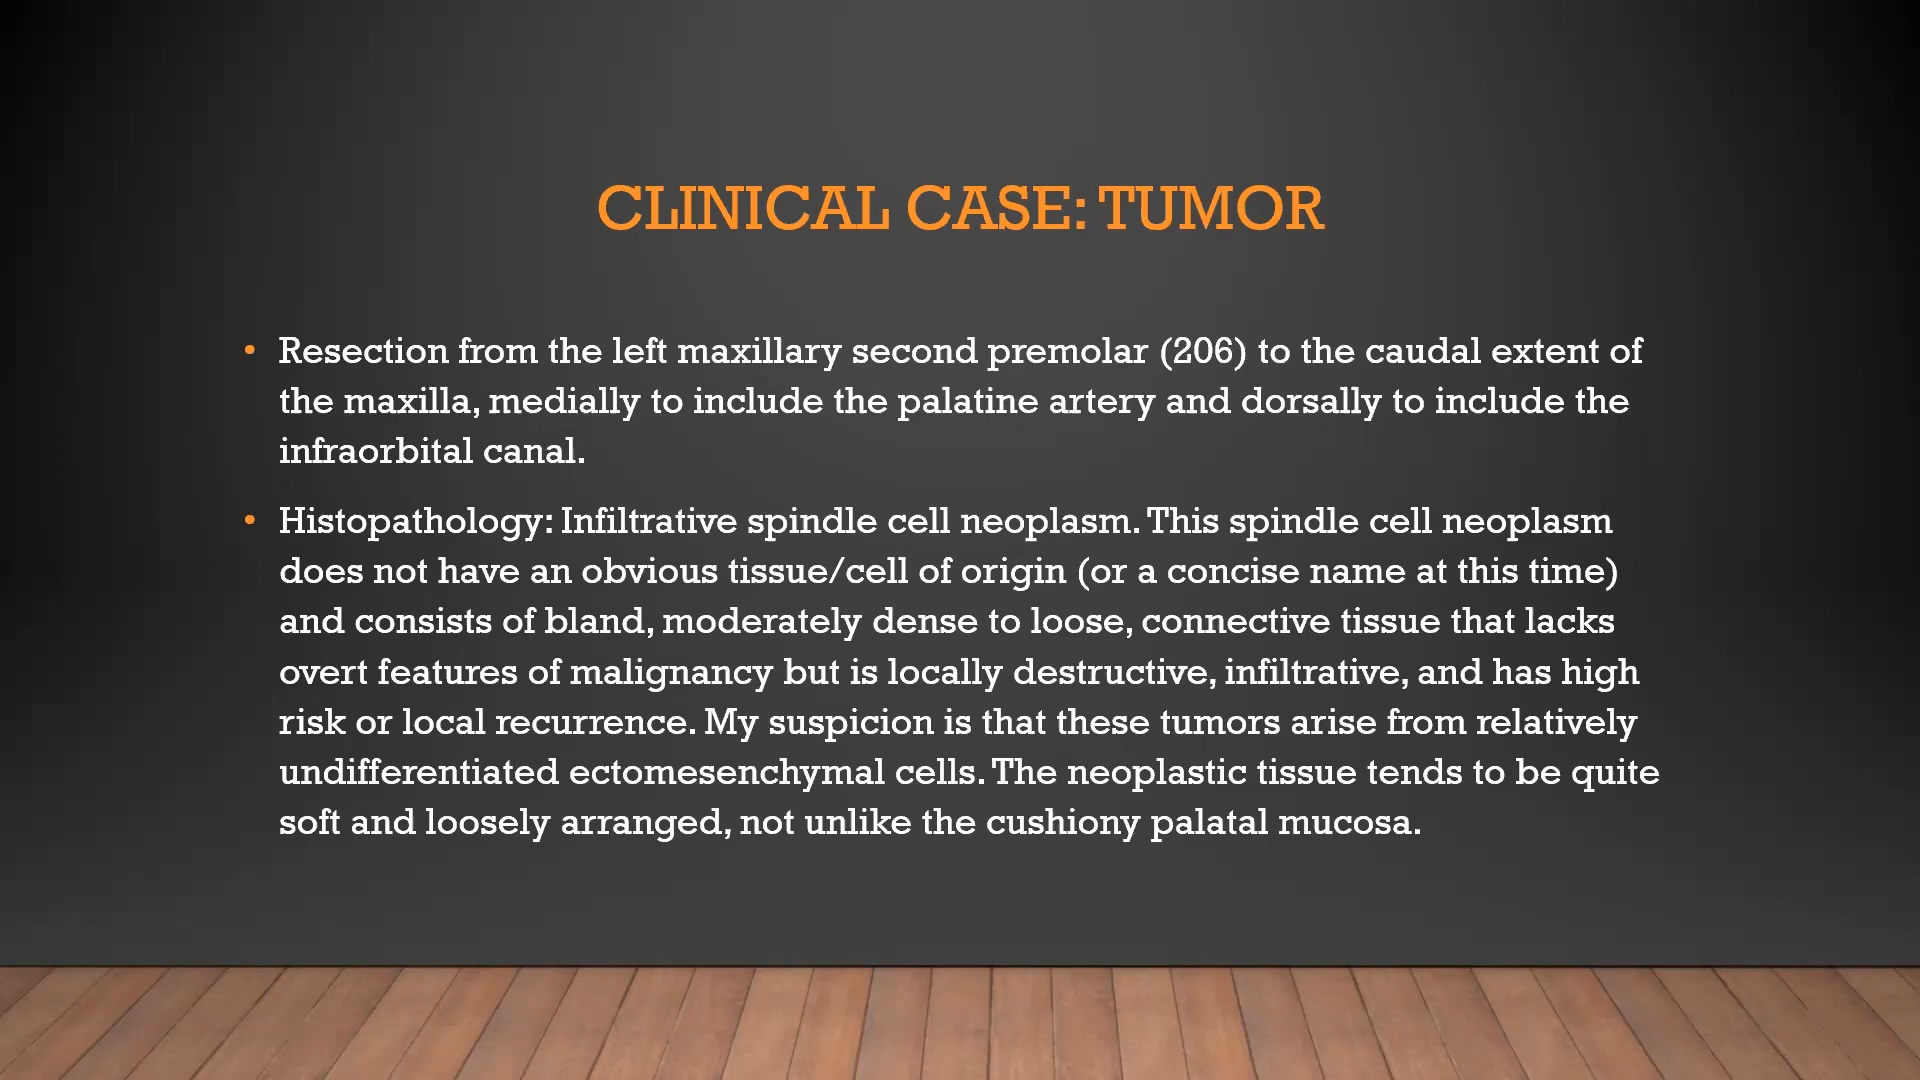 CLINICAL CASE: TUMOR
• Resection from the left maxillary second premolar (206) to the caudal extent of
the maxilla, medially to include the palatine artery and dorsally to include the
infraorbital canal.
• Histopathology: Infiltrative spindle cell neoplasm. This spindle cell neoplasm
does not have an obvious tissue/cell of origin (or a concise name at this time)
and consists of bland, moderately dense to loose, connective tissue that lacks
overt features of malignancy but is locally destructive, infiltrative, and has high
risk or local recurrence. My suspicion is that these tumors arise from relatively
undifferentiated ectomesenchymal cells. The neoplastic tissue tends to be quite
soft and loosely arranged, not unlike the cushiony palatal mucosa.